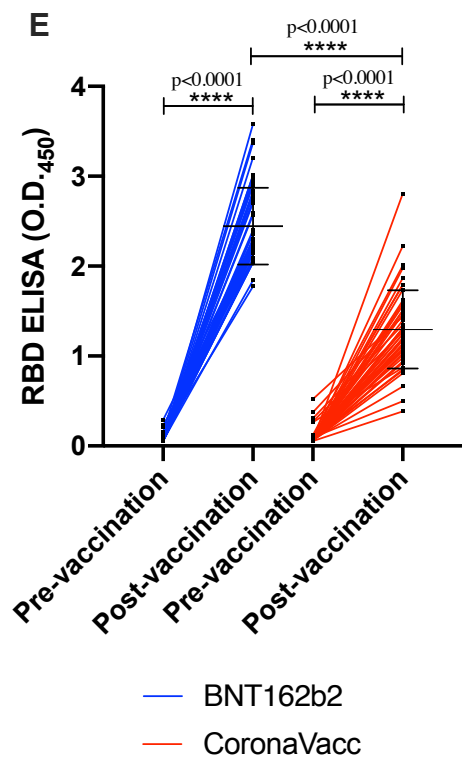 E
p<0.0001
****
p<0.0001
****
p<0.0001
****
RBD ELISA (O.D.450)
4
3
2
1
0
Pre-vaccination
Post-vaccination
Pre-vaccination
Post-vaccination
BNT162b2
CoronaVacc